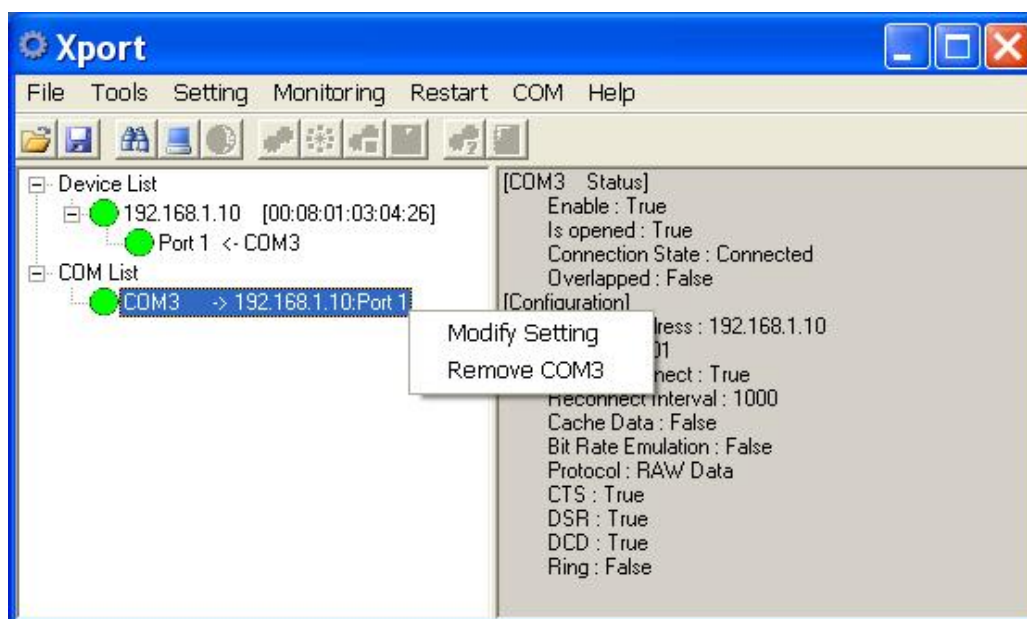 Xport
File Tools Setting Monitoring Restart COM Help
Device List
192.168.1.10 [00:08:01:03:04:26]
Port 1 <- COM3
COM List
COM3 -> 192.168.1.10:Port 1
Modify Setting
Remove COM3
[COM3 Status]
Enable : True
Is opened : True
Connection State : Connected
Overlapped : False
[Configuration]
: 192.168.1.10
: True
Reconnect Interval : 1000
Cache Data : False
Bit Rate Emulation : False
Protocol : RAW Data
CTS : True
DSR : True
DCD : True
Ring : False